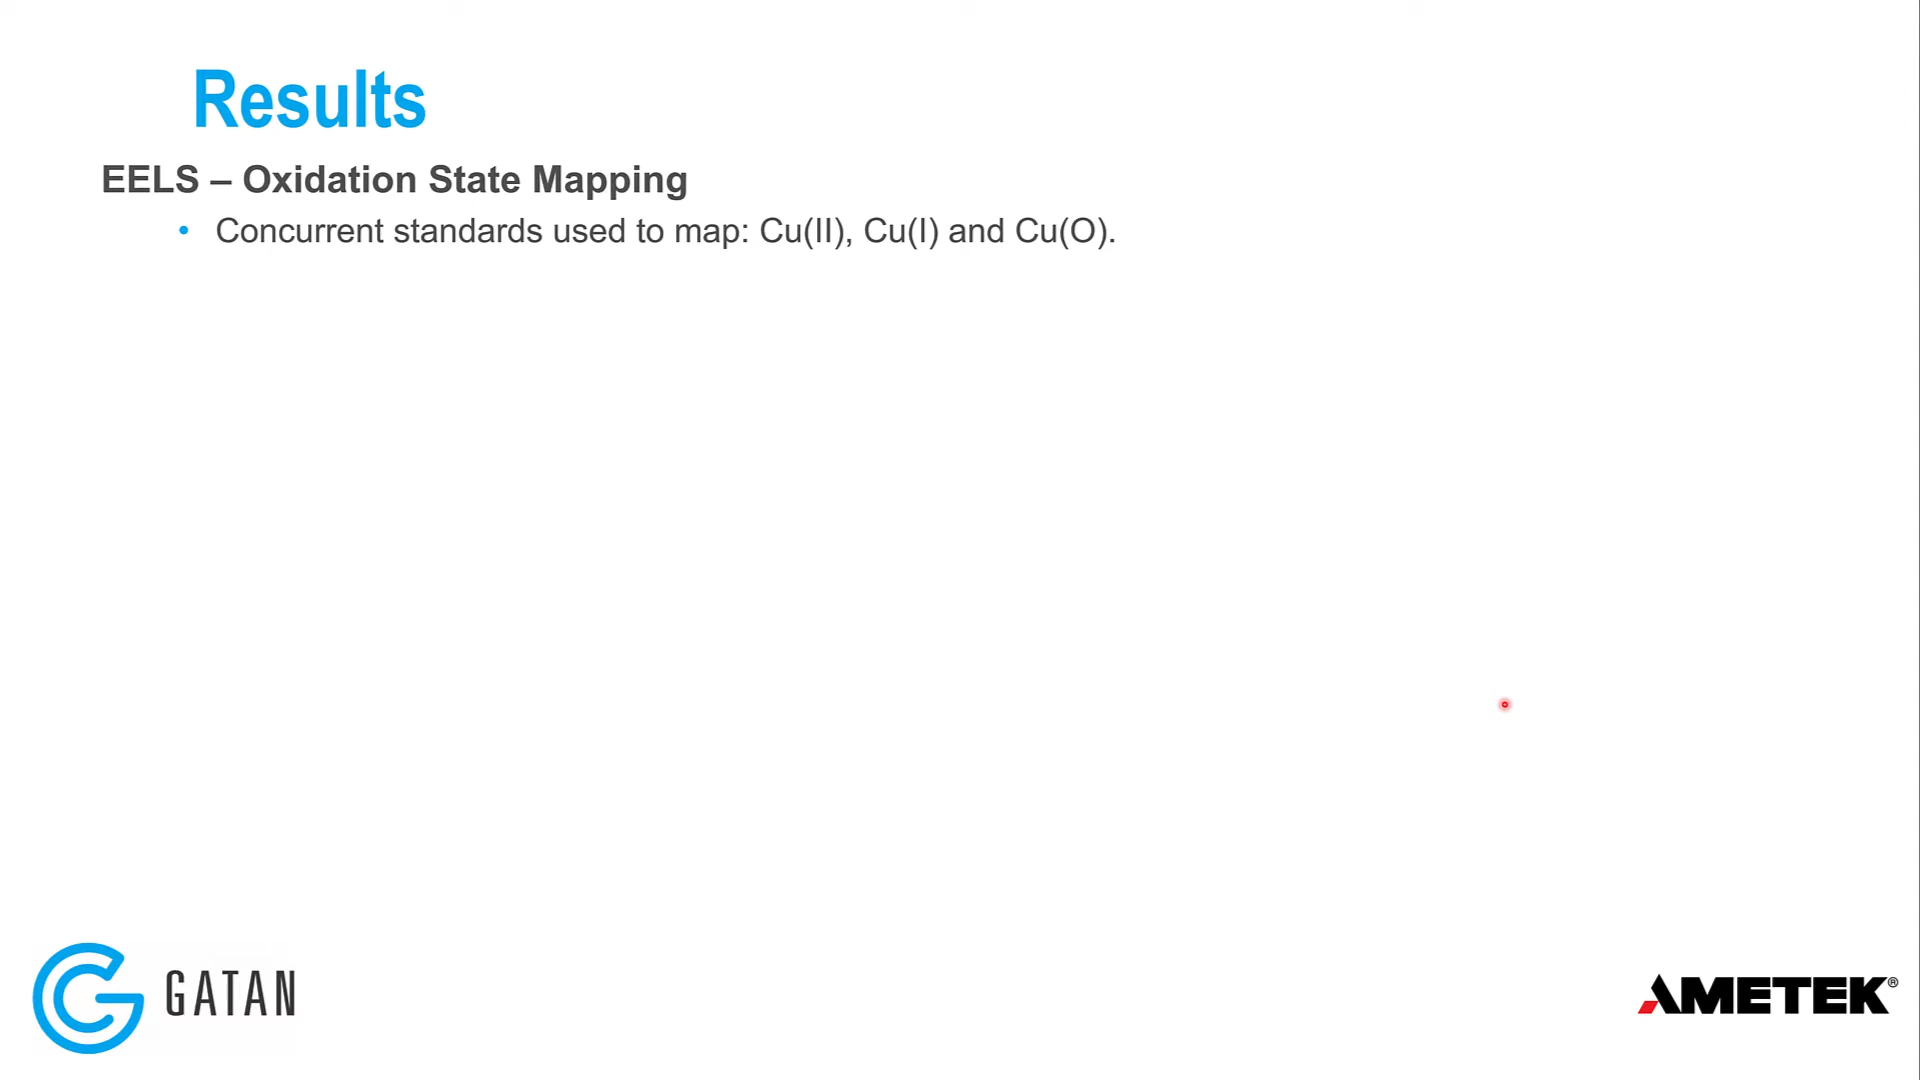 Results
EELS – Oxidation State Mapping
• Concurrent standards used to map: Cu(II), Cu(I) and Cu(O).
GATAN
AMETEK®